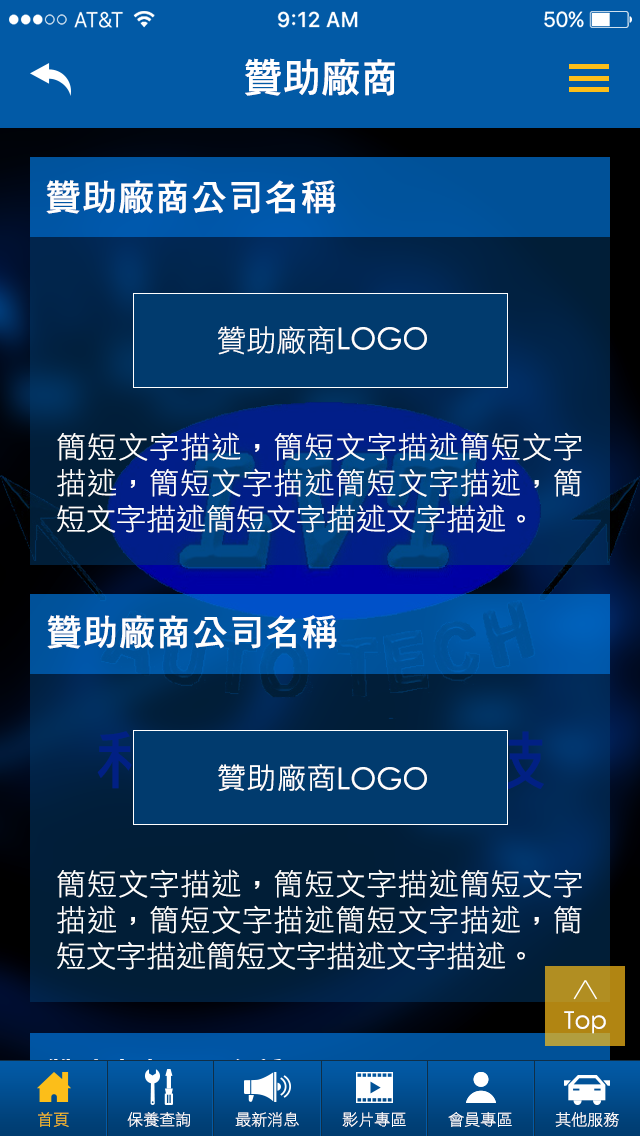 AT&T 9:12 AM 50%
贊助廠商
贊助廠商公司名稱
贊助廠商LOGO
簡短文字描述，簡短文字描述簡短文字
描述，簡短文字描述簡短文字描述，簡
短文字描述簡短文字描述文字描述。
LVI
AUTO TECH
贊助廠商公司名稱
贊助廠商LOGO
簡短文字描述，簡短文字描述簡短文字
描述，簡短文字描述簡短文字描述，簡
短文字描述簡短文字描述文字描述。
Top
首頁 保養查詢 最新消息 影片專區 會員專區 其他服務